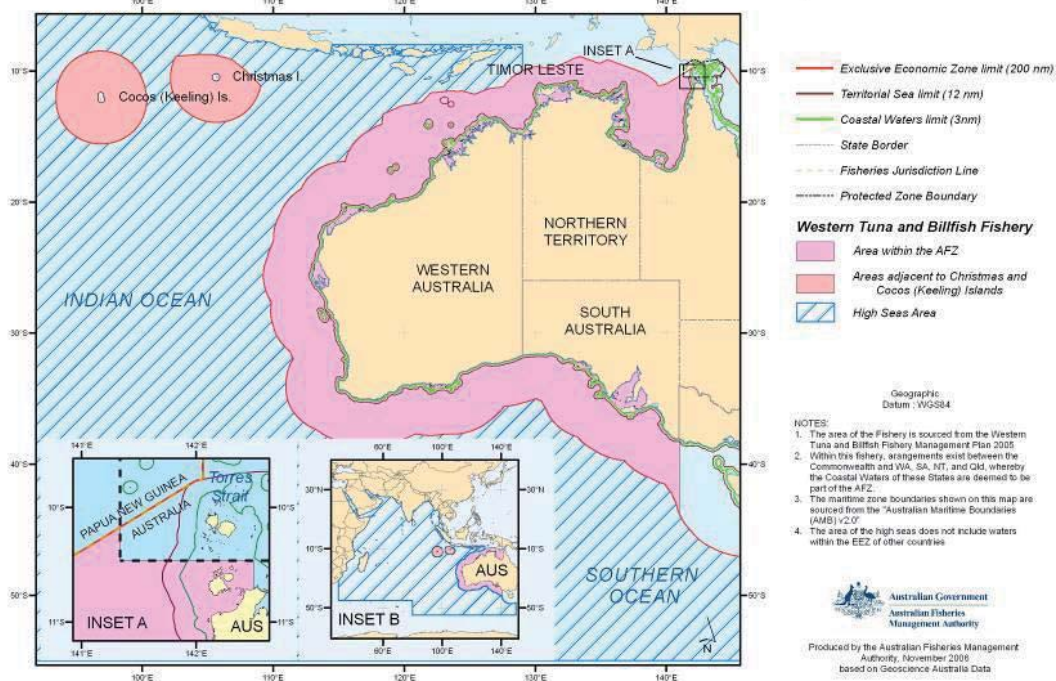 100°E 120°E 130°E 140°E
10°S 10°S
20°S 20°S
30°S 30°S
40°S 40°S
50°S 50°S
100°E 120°E 130°E 140°E
INSET A
TIMOR LESTE
Christmas I.
Cocos (Keeling) Is.
NORTHERN
TERRITORY
WESTERN
AUSTRALIA
SOUTH
AUSTRALIA
INDIAN OCEAN
SOUTHERN
OCEAN
N
141°E 142°E
Torres
Strait
PAPUA NEW GUINEA
AUSTRALIA
10°S 10°S
11°S 11°S
INSET A
AUS
141°E 142°E
60°E 100°E 140°E
30°N 30°N
10°S 10°S
50°S 50°S
AUS
INSET B
60°E 100°E 140°E
Exclusive Economic Zone limit (200 nm)
Territorial Sea limit (12 nm)
Coastal Waters limit (3nm)
State Border
Fisheries Jurisdiction Line
Protected Zone Boundary
Western Tuna and Billfish Fishery
Area within the AFZ
Areas adjacent to Christmas and
Cocos (Keeling) Islands
High Seas Area
Geographic
Datum : WGS84
NOTES:
1. The area of the Fishery is sourced from the Western
Tuna and Billfish Fishery Management Plan 2005
2. Within this fishery, arangements exist between the
Commonwealth and WA, SA, NT, and Qld, whereby
the Coastal Waters of these States are deemed to be
part of the AFZ.
3. The maritime zone boundaries shown on this map are
sourced from the "Australian Maritime Boundaries
(AMB) v2.0"
4. The area of the high seas does not include waters
within the EEZ of other countries
Australian Government
Australian Fisheries
Management Authority
Produced by the Australian Fisheries Management
Authority, November 2006
based on Geoscience Australia Data